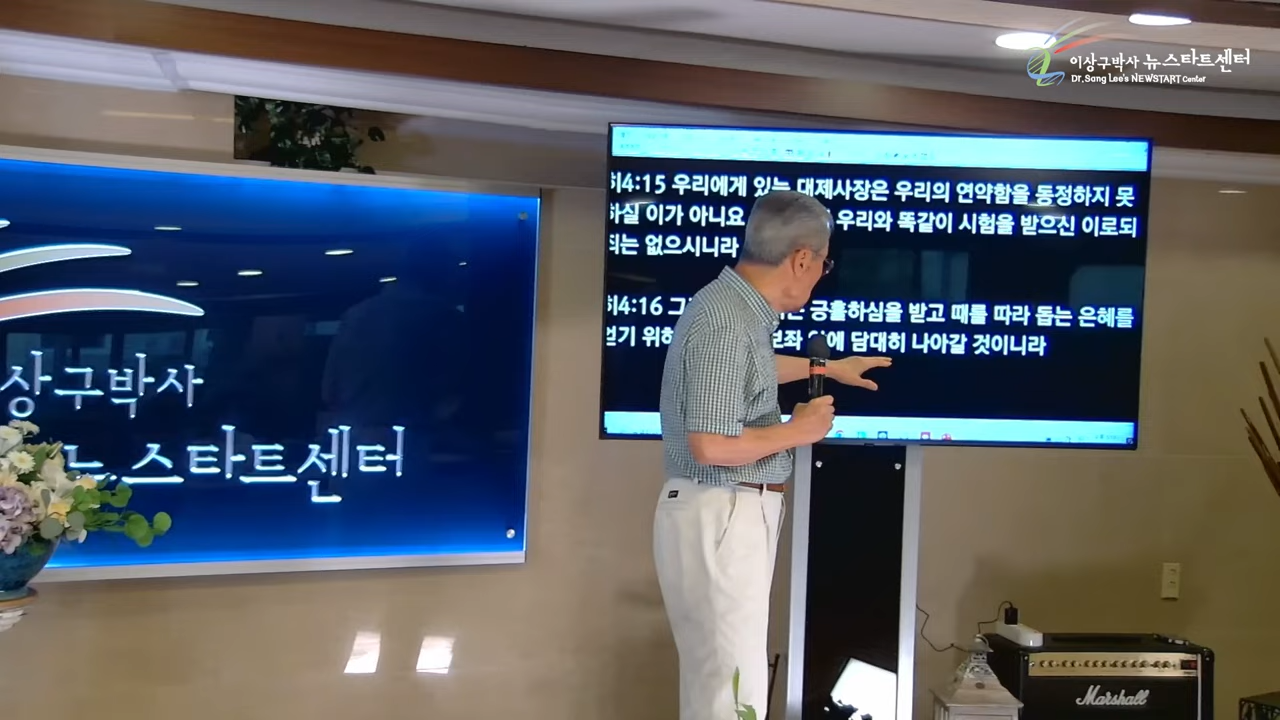 이상구박사 뉴스타트센터
Dr. Sang Lee's NEWSTART Center
히4:15 우리에게 있는 대제사장은 우리의 연약함을 동정하지 못
하실 이가 아니요 우리와 똑같이 시험을 받으신 이로되
죄는 없으시니라
히4:16 긍휼하심을 받고 때를 따라 돕는 은혜를
얻기 보좌 앞에 담대히 나아갈 것이니라
상구박사
뉴스타트센터
Marshall